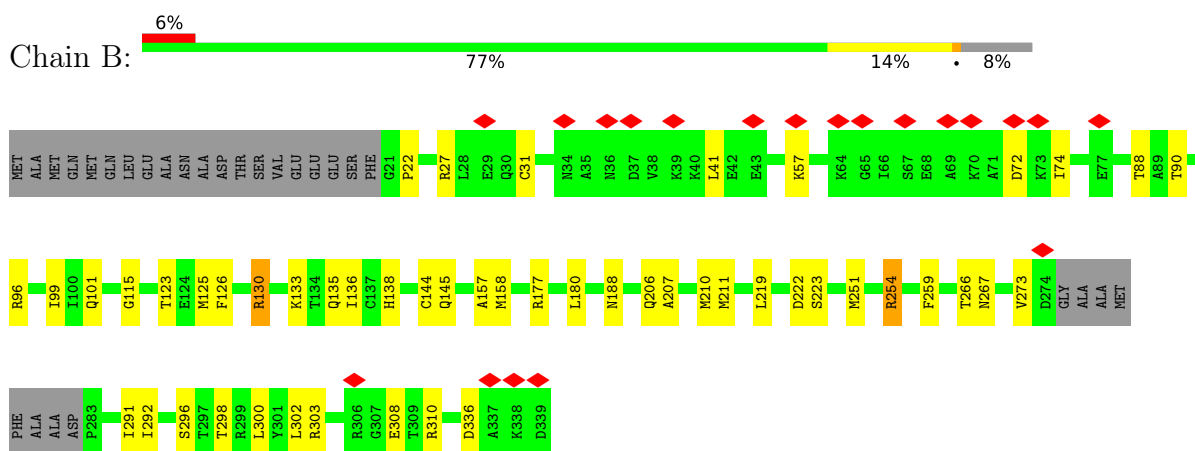 6%
Chain B:
77% 14% • 8%
MET ALA MET GLN MET GLN LEU GLU ALA ASN ALA ASP THR SER VAL GLU GLU GLU SER PHE G21 P22 R27 L28 E29 Q30 C31 N34 A35 N36 D37 V38 K39 K40 L41 E42 E43 K57 K64 G65 I66 S67 E68 A69 K70 A71 D72 K73 I74 E77 T88 A89 T90
R96 I99 I100 Q101 G115 T123 E124 M125 F126 R130 K133 T134 Q135 I136 C137 H138 C144 Q145 A157 M158 R177 L180 N188 Q206 A207 M210 M211 L219 D222 S223 M251 R254 F259 T266 N267 V273 D274 GLY ALA ALA MET
PHE ALA ALA ASP P283 I291 I292 S296 T297 T298 R299 L300 Y301 L302 R303 R306 G307 E308 T309 R310 D336 A337 K338 D339